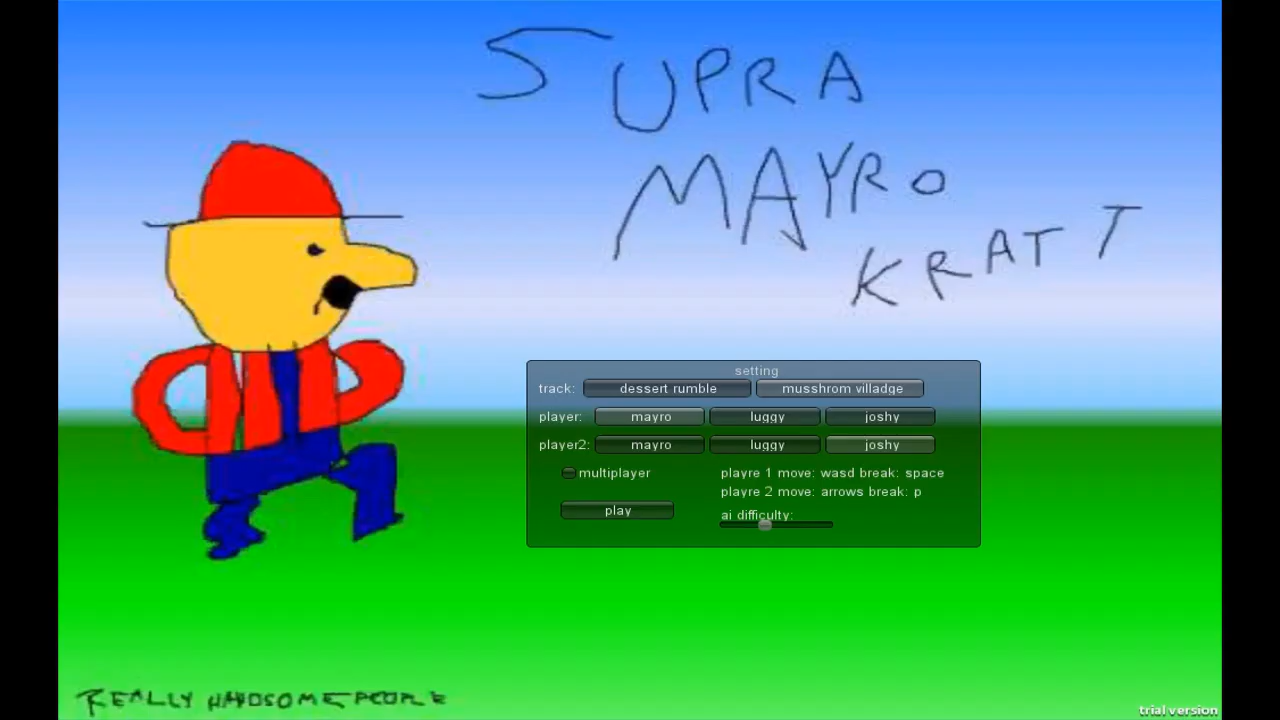 SUPRA
MAYRO
KRATT
setting
track: dessert rumble musshrom villadge
player: mayro luggy joshy
player2: mayro luggy joshy
multiplayer
playre 1 move: wasd break: space
playre 2 move: arrows break: p
play
ai difficulty:
REALLY HANDSOME PEOPLE
trial version